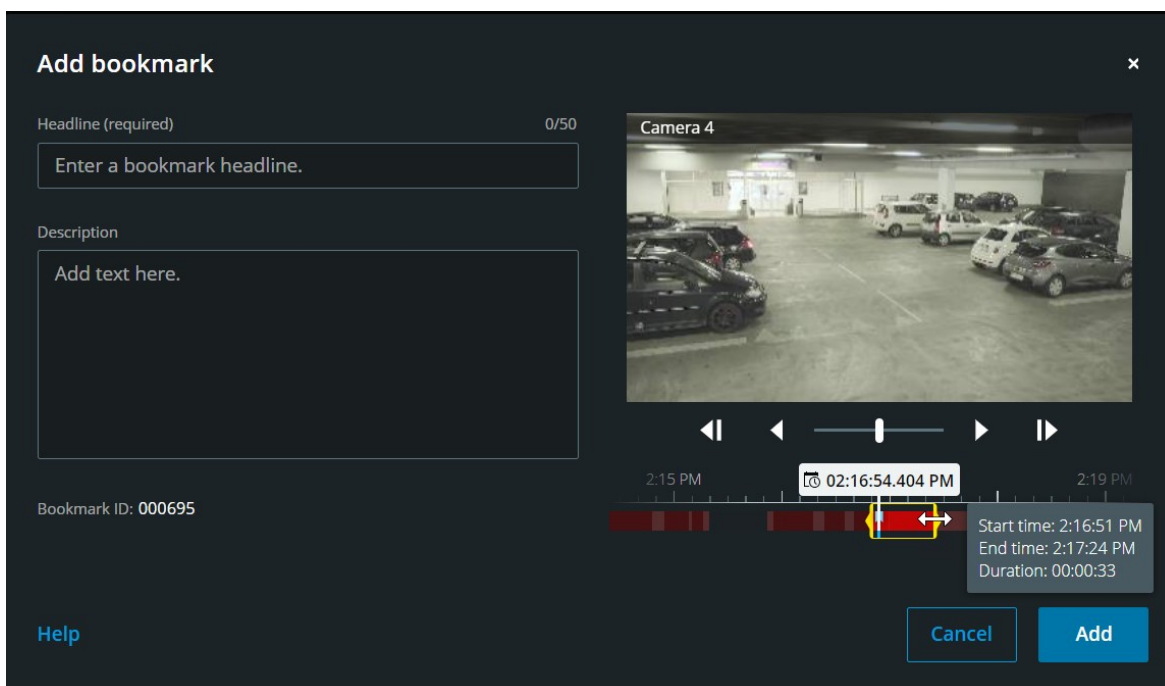 Add bookmark
×
Headline (required) 0/50
Enter a bookmark headline.
Description
Add text here.
Bookmark ID: 000695
Camera 4
2:15 PM 02:16:54.404 PM 2:19 PM
Start time: 2:16:51 PM
End time: 2:17:24 PM
Duration: 00:00:33
Help
Cancel
Add